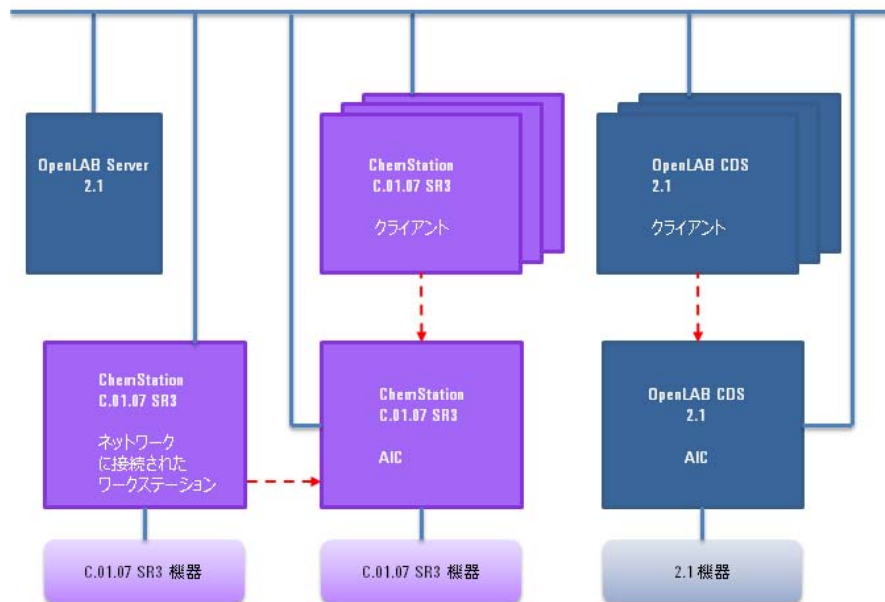 OpenLAB Server
2.1
ChemStation
C.01.07 SR3
クライアント
OpenLAB CDS
2.1
クライアント
ChemStation
C.01.07 SR3
ネットワーク
に接続された
ワークステーション
ChemStation
C.01.07 SR3
AIC
OpenLAB CDS
2.1
AIC
C.01.07 SR3 機器
C.01.07 SR3 機器
2.1 機器